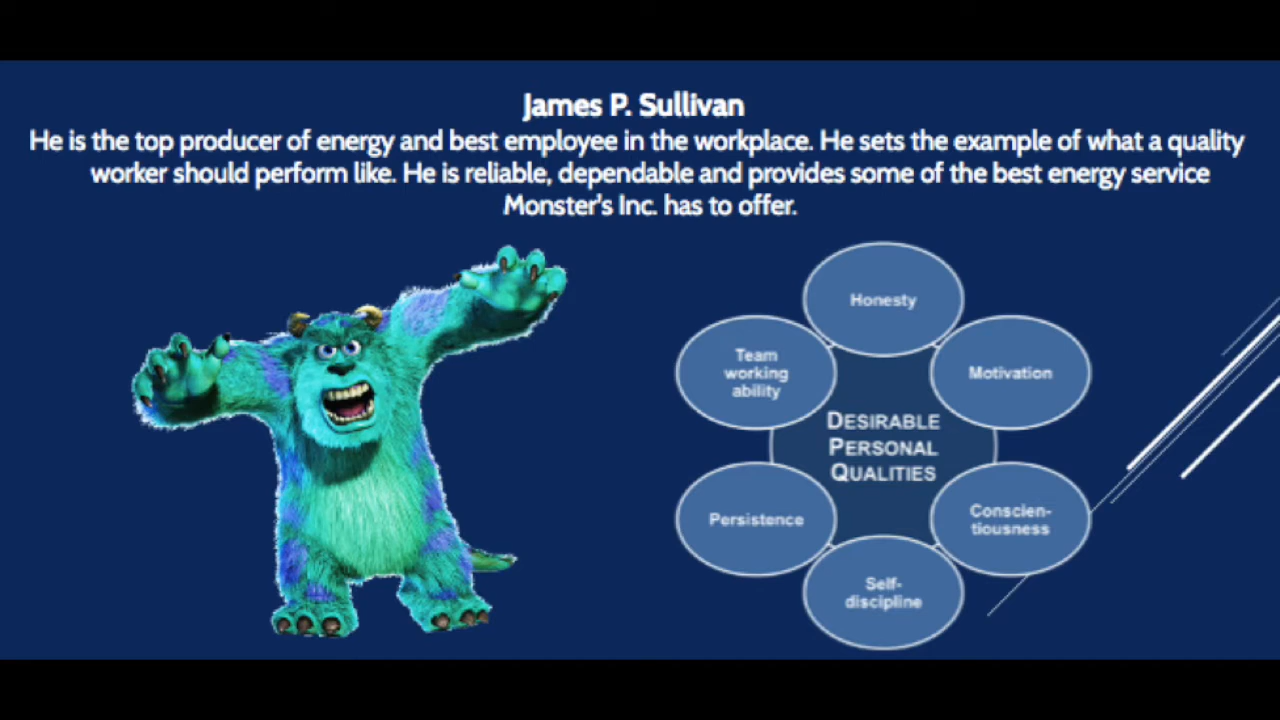 James P. Sullivan
He is the top producer of energy and best employee in the workplace. He sets the example of what a quality
worker should perform like. He is reliable, dependable and provides some of the best energy service
Monster's Inc. has to offer.
Honesty
Team
working
ability
Motivation
DESIRABLE
PERSONAL
QUALITIES
Persistence
Conscien-
tiousness
Self-
discipline